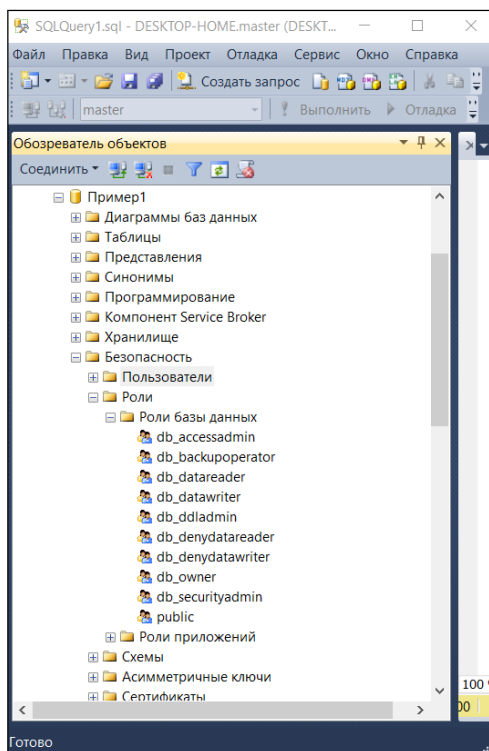 SQLQuery1.sql - DESKTOP-HOME.master (DESKT...
Файл Правка Вид Проект Отладка Сервис Окно Справка
Создать запрос
master Выполнить Отладка
Обозреватель объектов
Соединить
Пример1
Диаграммы баз данных
Таблицы
Представления
Синонимы
Программирование
Компонент Service Broker
Хранилище
Безопасность
Пользователи
Роли
Роли базы данных
db_accessadmin
db_backupoperator
db_datareader
db_datawriter
db_ddladmin
db_denydatareader
db_denydatawriter
db_owner
db_securityadmin
public
Роли приложений
Схемы
Асимметричные ключи
Сертификаты
100
Готово